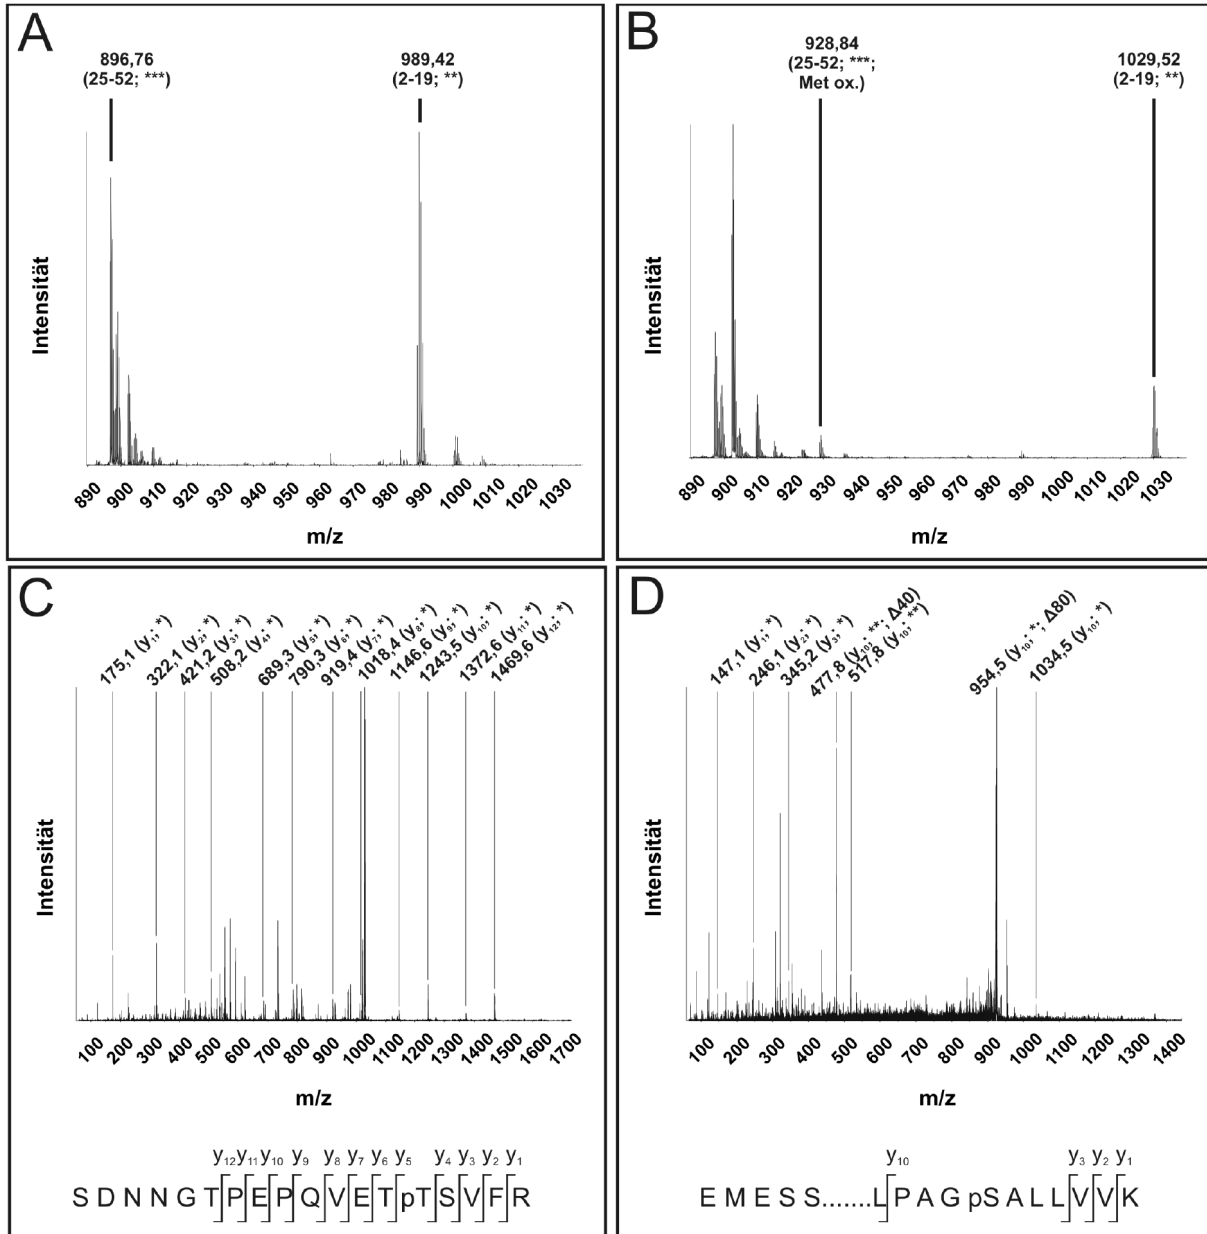 A
896,76
(25-52; ***)
989,42
(2-19; **)
Intensität
890
900
910
920
930
940
950
960
970
980
990
1000
1010
1020
1030
m/z
B
928,84
(25-52; ***;
Met ox.)
1029,52
(2-19; **)
Intensität
890
900
910
920
930
940
950
960
970
980
990
1000
1010
1020
1030
m/z
C
175,1 (y₁; *)
322,1 (y₂; *)
421,2 (y₃; *)
508,2 (y₄; *)
689,3 (y₅; *)
790,3 (y₆; *)
919,4 (y₇; *)
1018,4 (y₈; *)
1146,6 (y₉; *)
1243,5 (y₁₀; *)
1372,6 (y₁₁; *)
1469,6 (y₁₂; *)
Intensität
100
200
300
400
500
600
700
800
900
1000
1100
1200
1300
1400
1500
1600
1700
m/z
y₁₂ y₁₁ y₁₀ y₉ y₈ y₇ y₆ y₅ y₄ y₃ y₂ y₁
S D N N G T P E P Q V E T pT S V F R
D
147,1 (y₁; *)
246,1 (y₂; *)
345,2 (y₃; *)
477,8 (y₁₀; **; Δ40)
517,8 (y₁₀; **)
954,5 (y₁₀; *; Δ80)
1034,5 (y₁₀; *)
Intensität
100
200
300
400
500
600
700
800
900
1000
1100
1200
1300
1400
m/z
y₁₀ y₃ y₂ y₁
E M E S S.......L P A G pS A L L V V K